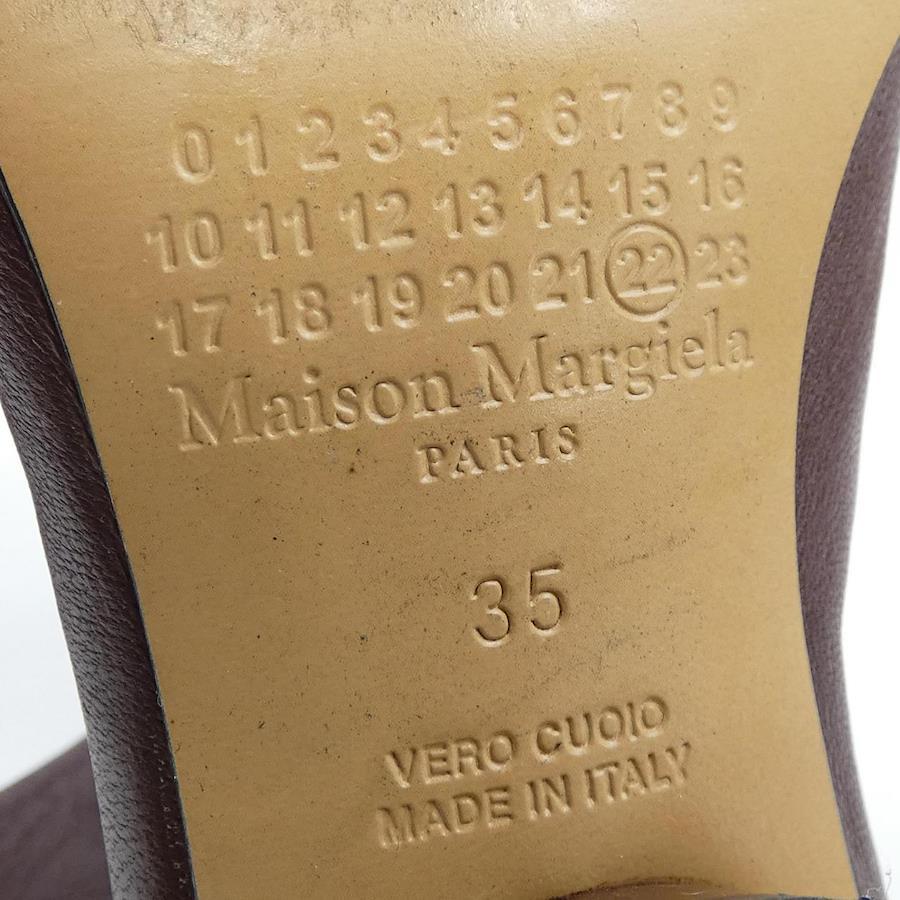 0 1 2 3 4 5 6 7 8 9
10 11 12 13 14 15 16
17 18 19 20 21 22 23
Maison Margiela
PARIS
35
VERO CUOIO
MADE IN ITALY